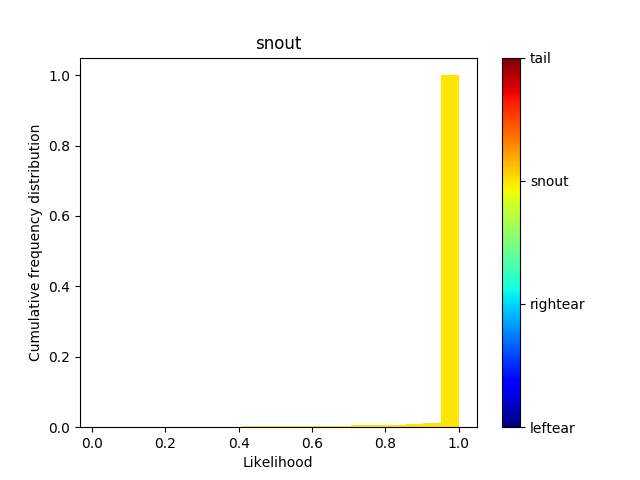 snout
Cumulative frequency distribution
1.0
0.8
0.6
0.4
0.2
0.0
0.0 0.2 0.4 0.6 0.8 1.0
Likelihood
tail
snout
rightear
leftear